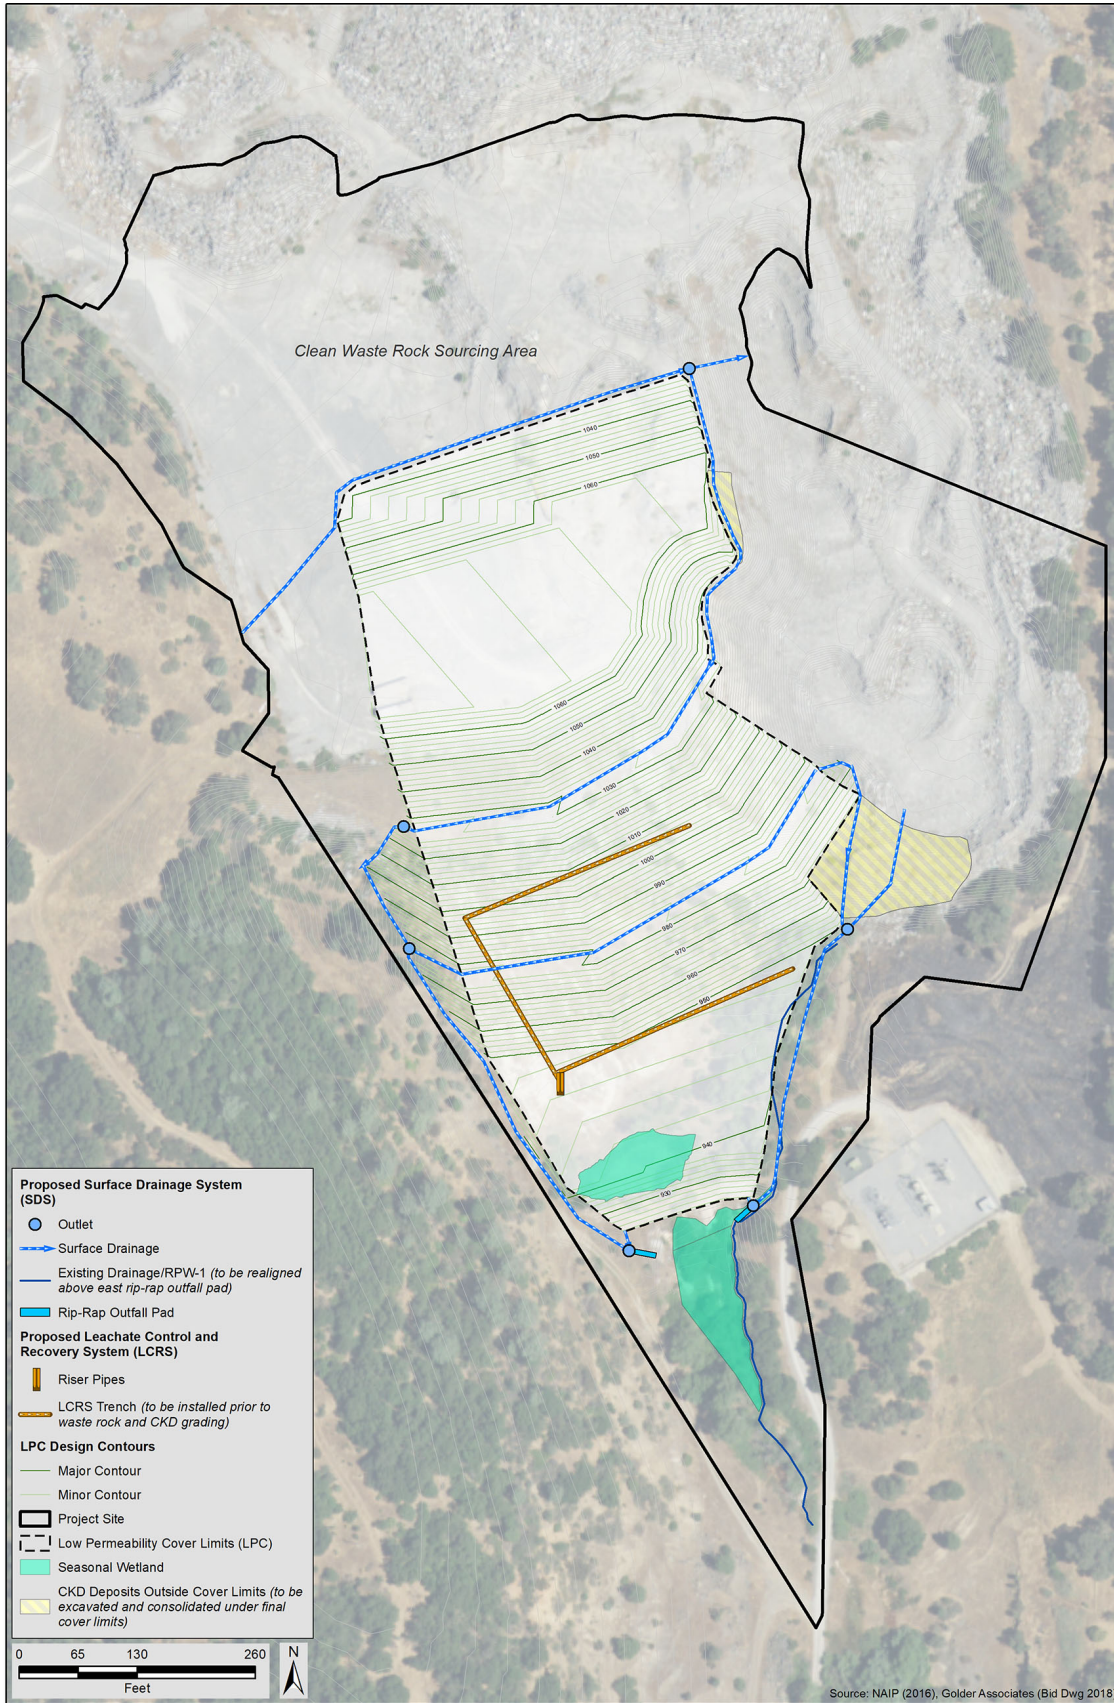 Clean Waste Rock Sourcing Area
1040
1050
1060
1060
1050
1040
1030
1020
1010
1000
990
980
970
960
950
940
930
Proposed Surface Drainage System
(SDS)
Outlet
Surface Drainage
Existing Drainage/RPW-1 (to be realigned
above east rip-rap outfall pad)
Rip-Rap Outfall Pad
Proposed Leachate Control and
Recovery System (LCRS)
Riser Pipes
LCRS Trench (to be installed prior to
waste rock and CKD grading)
LPC Design Contours
Major Contour
Minor Contour
Project Site
Low Permeability Cover Limits (LPC)
Seasonal Wetland
CKD Deposits Outside Cover Limits (to be
excavated and consolidated under final
cover limits)
0 65 130 260
Feet
N
Source: NAIP (2016), Golder Associates (Bid Dwg 2018